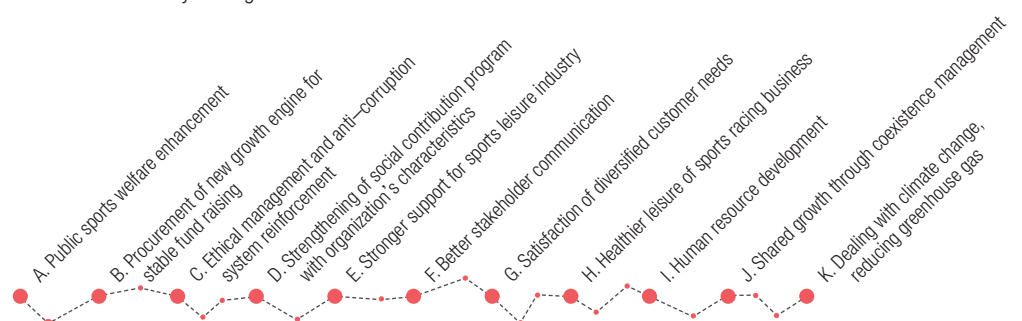 A. Public sports welfare enhancement
B. Procurement of new growth engine for
stable fund raising
C. Ethical management and anti–corruption
system reinforcement
D. Strengthening of social contribution program
with organization's characteristics
E. Stronger support for sports leisure industry
F. Better stakeholder communication
G. Satisfaction of diversified customer needs
H. Healthier leisure of sports racing business
I. Human resource development
J. Shared growth through coexistence management
K. Dealing with climate change,
reducing greenhouse gas